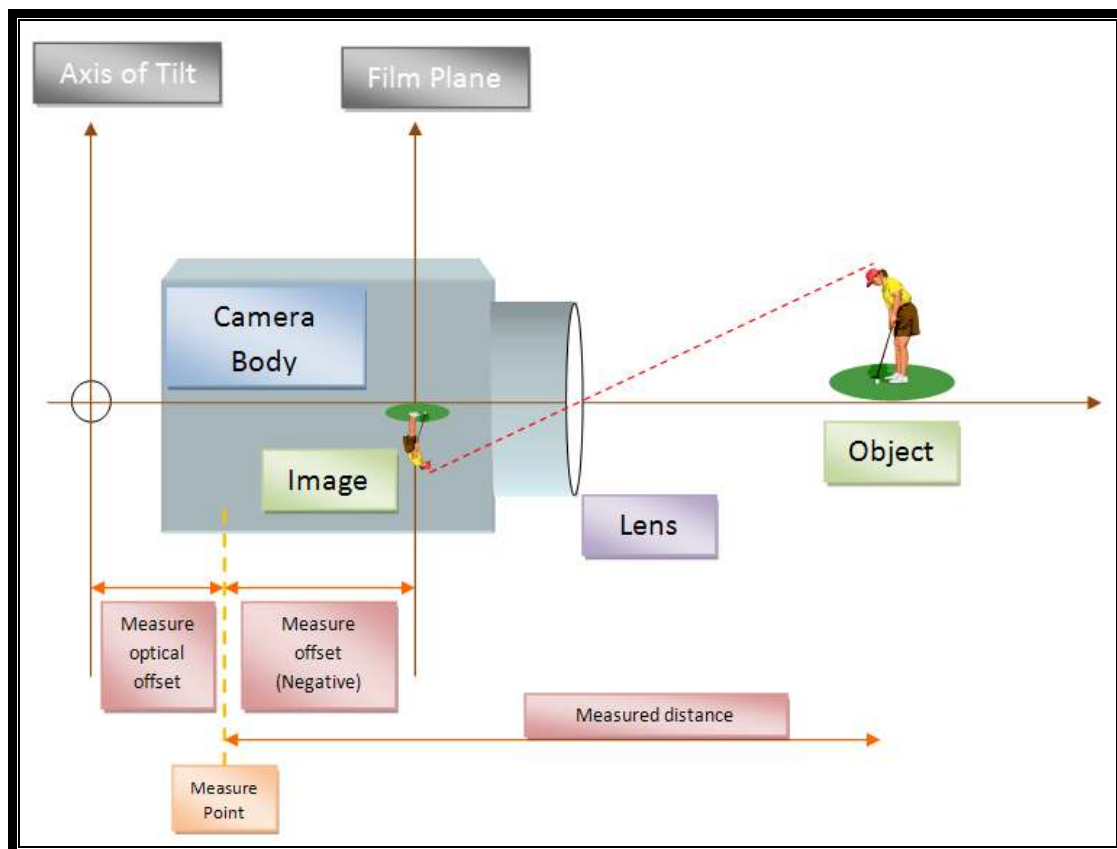 Axis of Tilt
Film Plane
Camera
Body
Image
Object
Lens
Measure
optical
offset
Measure
offset
(Negative)
Measured distance
Measure
Point